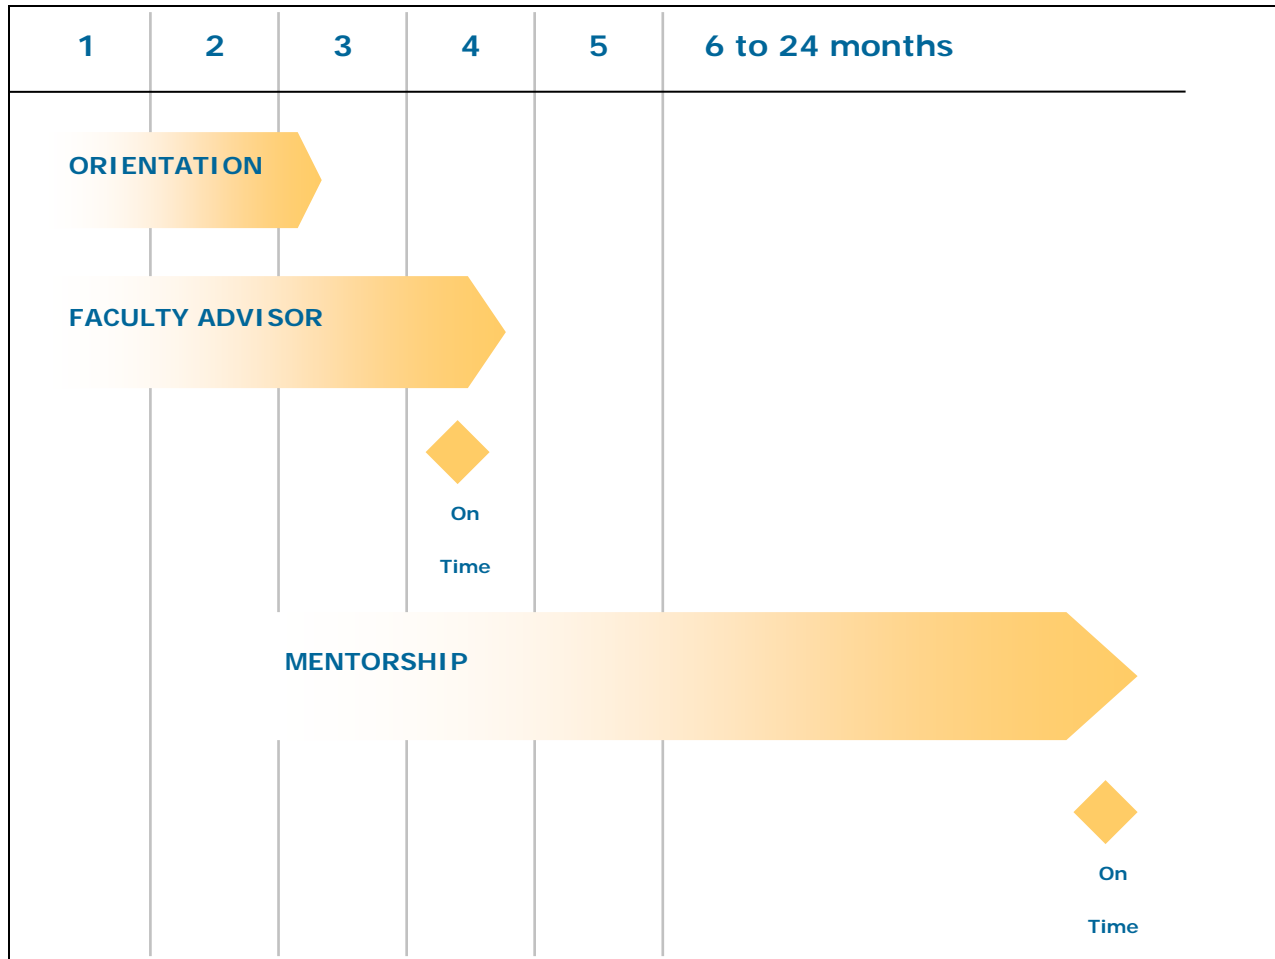 1 2 3 4 5 6 to 24 months
ORIENTATION
FACULTY ADVISOR
On
Time
MENTORSHIP
On
Time